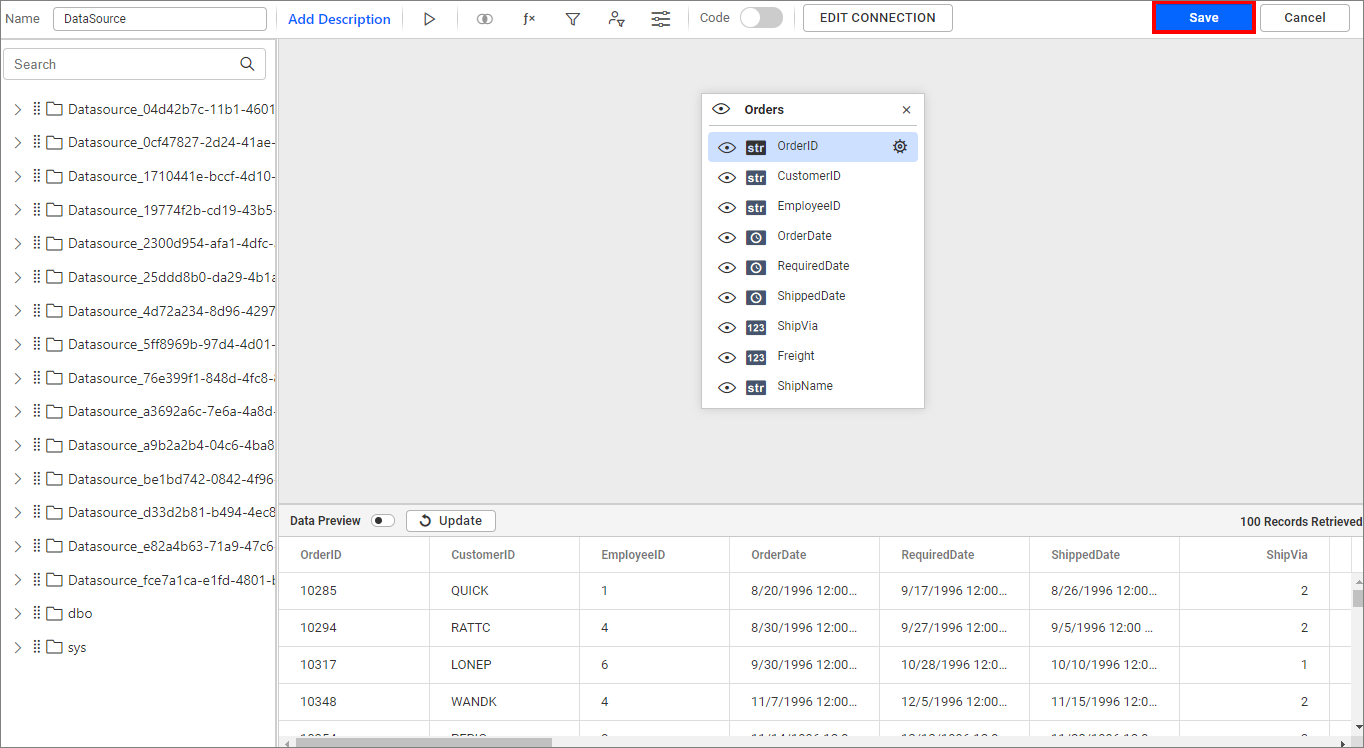 Name DataSource Add Description f× Code EDIT CONNECTION Save Cancel
Search
Datasource_04d42b7c-11b1-4601
Datasource_0cf47827-2d24-41ae-
Datasource_1710441e-bccf-4d10-
Datasource_19774f2b-cd19-43b5-
Datasource_2300d954-afa1-4dfc-
Datasource_25ddd8b0-da29-4b1a
Datasource_4d72a234-8d96-4297
Datasource_5ff8969b-97d4-4d01-
Datasource_76e399f1-848d-4fc8-
Datasource_a3692a6c-7e6a-4a8d-
Datasource_a9b2a2b4-04c6-4ba8
Datasource_be1bd742-0842-4f96-
Datasource_d33d2b81-b494-4ec8
Datasource_e82a4b63-71a9-47c6-
Datasource_fce7a1ca-e1fd-4801-b
dbo
sys
Orders
str OrderID
str CustomerID
str EmployeeID
OrderDate
RequiredDate
ShippedDate
123 ShipVia
123 Freight
str ShipName
Data Preview Update 100 Records Retrieved
OrderID CustomerID EmployeeID OrderDate RequiredDate ShippedDate ShipVia
10285 QUICK 1 8/20/1996 12:00... 9/17/1996 12:00... 8/26/1996 12:00... 2
10294 RATTC 4 8/30/1996 12:00... 9/27/1996 12:00... 9/5/1996 12:00 ... 2
10317 LONEP 6 9/30/1996 12:00... 10/28/1996 12:0... 10/10/1996 12:0... 1
10348 WANDK 4 11/7/1996 12:00... 12/5/1996 12:00... 11/15/1996 12:0... 2